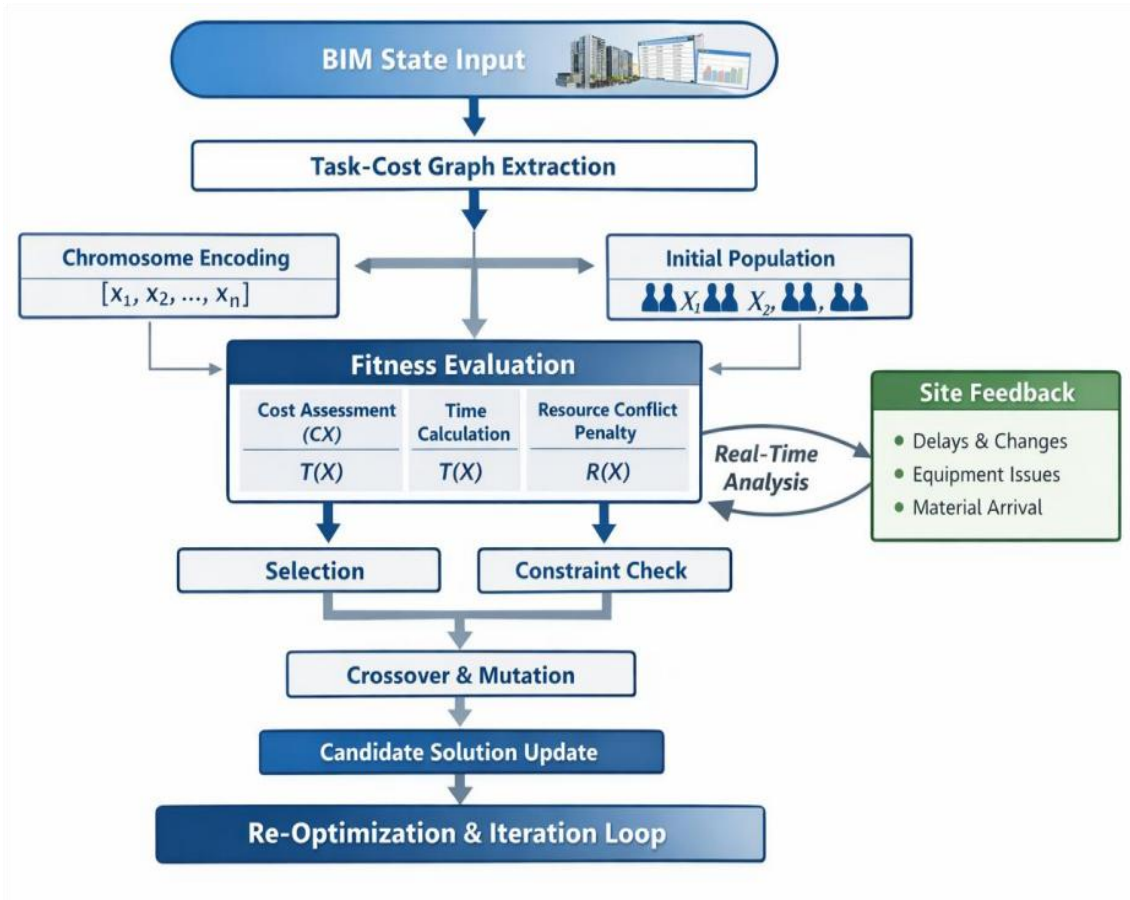 BIM State Input
Task-Cost Graph Extraction
Chromosome Encoding
[x₁, x₂, ..., xₙ]
Initial Population
X₁ X₂, ,
Fitness Evaluation
Cost Assessment
(CX)
T(X)
Time
Calculation
T(X)
Resource Conflict
Penalty
R(X)
Real-Time
Analysis
Site Feedback
• Delays & Changes
• Equipment Issues
• Material Arrival
Selection
Constraint Check
Crossover & Mutation
Candidate Solution Update
Re-Optimization & Iteration Loop